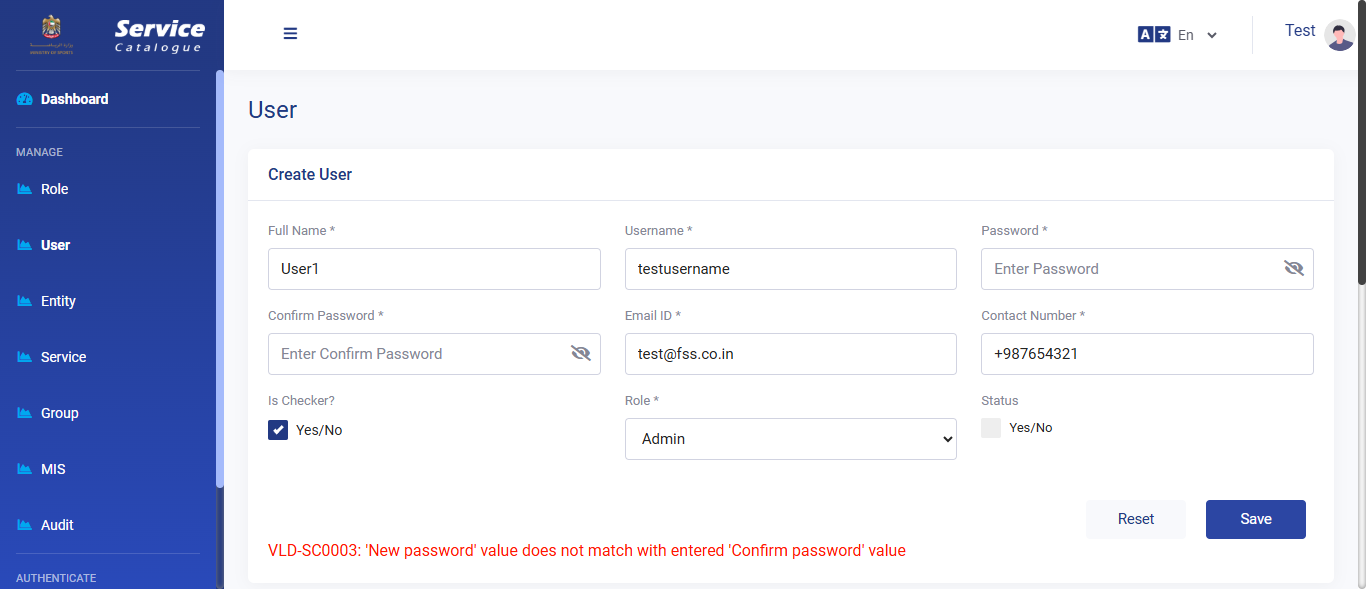 Service
Catalogue
MINISTRY OF SPORTS
Dashboard
MANAGE
Role
User
Entity
Service
Group
MIS
Audit
AUTHENTICATE
A En
Test
User
Create User
Full Name * Username * Password *
User1 testusername Enter Password
Confirm Password * Email ID * Contact Number *
Enter Confirm Password test@fss.co.in +987654321
Is Checker? Role * Status
Yes/No Admin Yes/No
Reset Save
VLD-SC0003: 'New password' value does not match with entered 'Confirm password' value